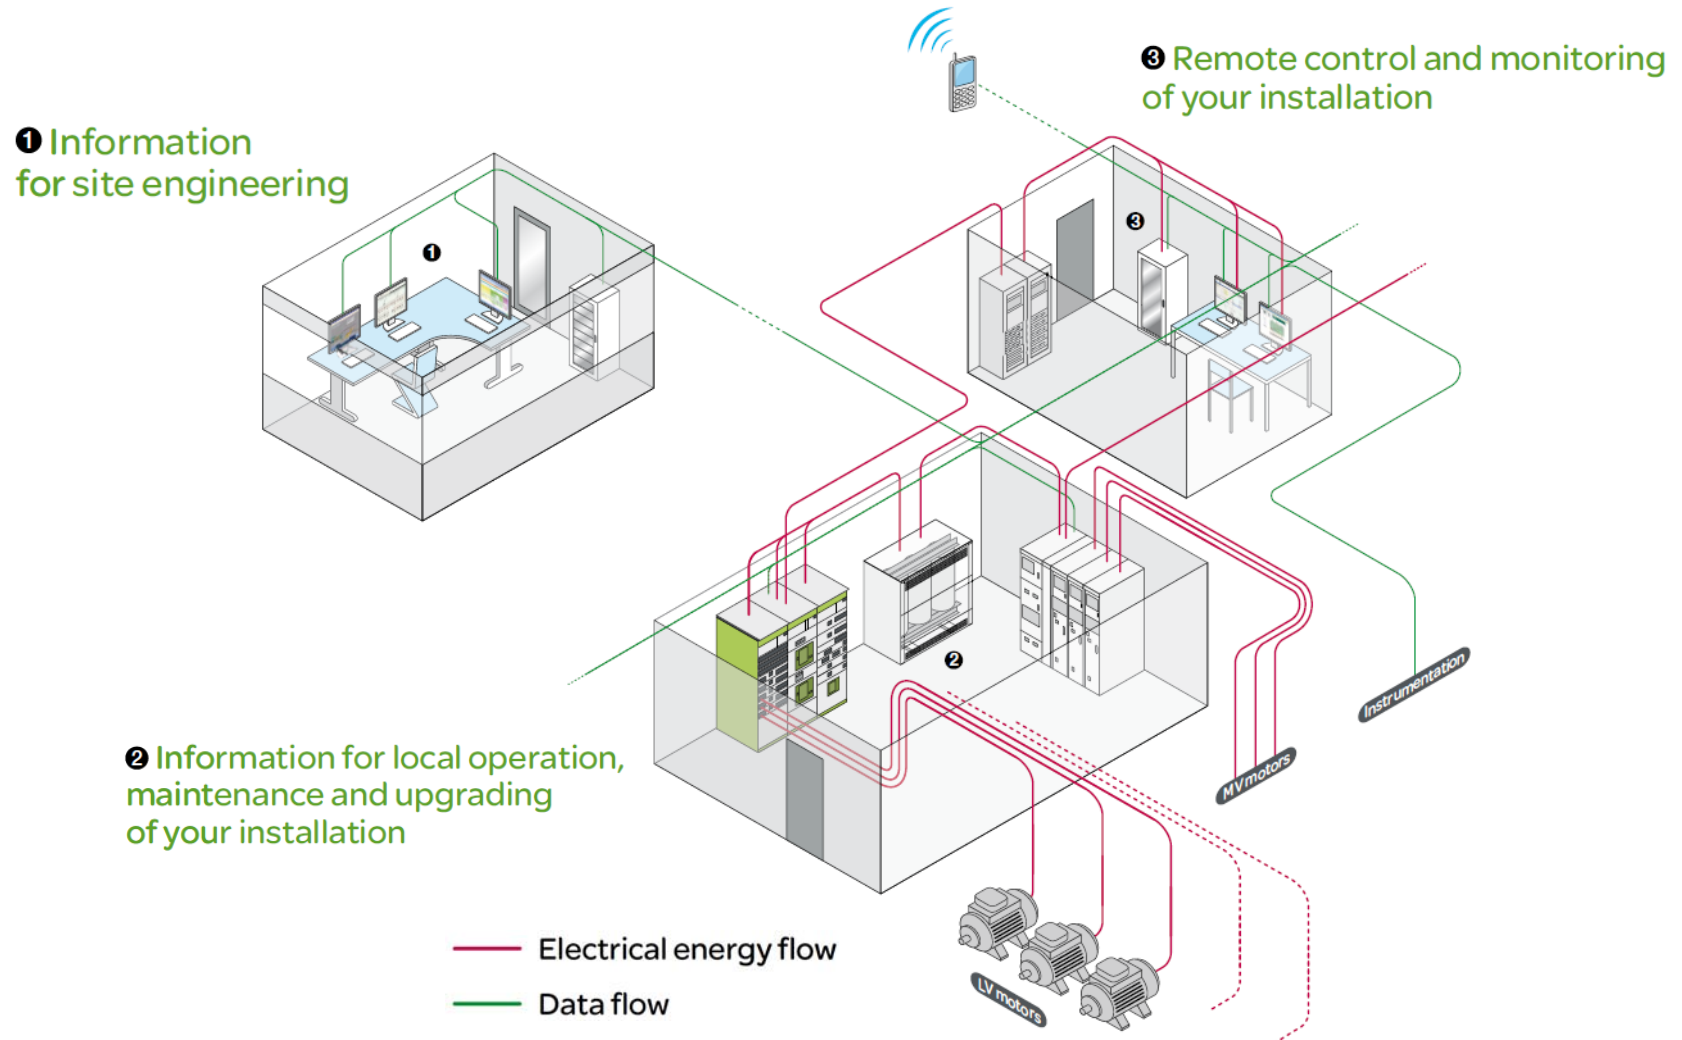 ❸ Remote control and monitoring
of your installation
❶ Information
for site engineering
❶
❸
❷
Instrumentation
MV motors
❷ Information for local operation,
maintenance and upgrading
of your installation
Electrical energy flow
Data flow
LV motors